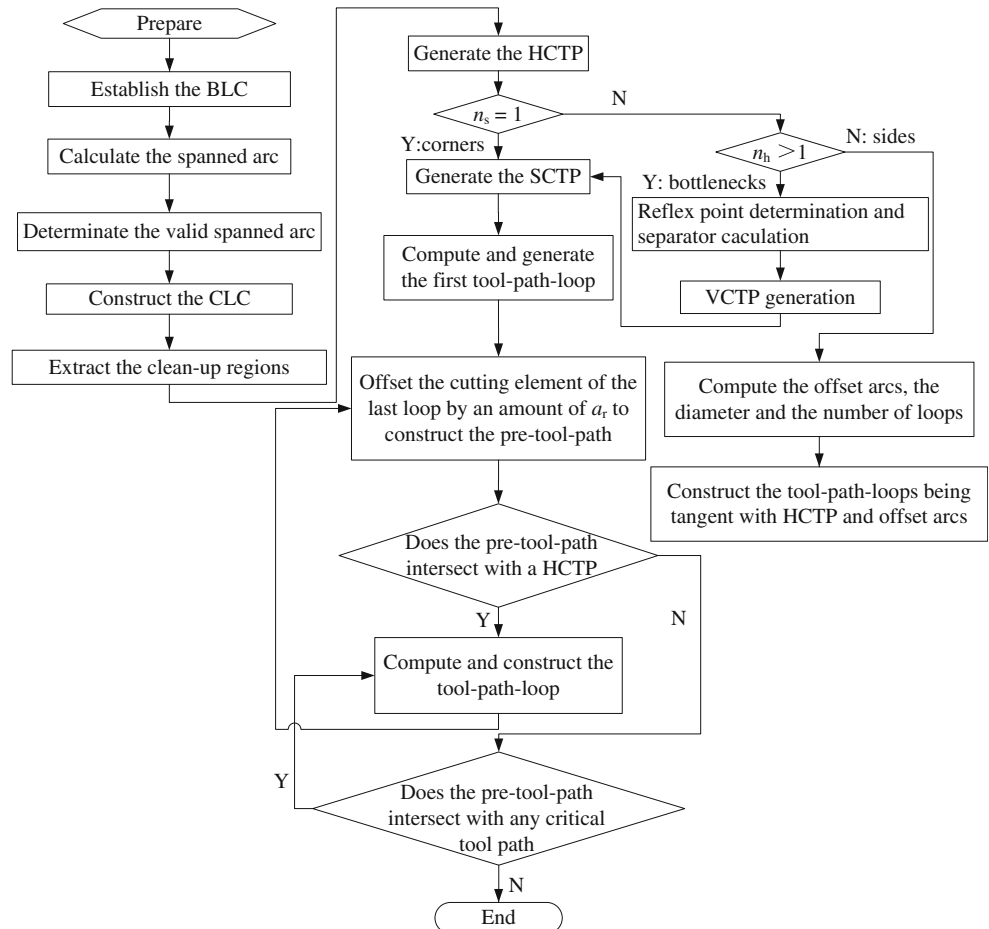 Prepare
Establish the BLC
Calculate the spanned arc
Determinate the valid spanned arc
Construct the CLC
Extract the clean-up regions
Generate the HCTP
nₛ = 1
N
Y:corners
n_h >1
N: sides
Y: bottlenecks
Generate the SCTP
Reflex point determination and
separator caculation
VCTP generation
Compute and generate
the first tool-path-loop
Offset the cutting element of the
last loop by an amount of aᵣ to
construct the pre-tool-path
Compute the offset arcs, the
diameter and the number of loops
Construct the tool-path-loops being
tangent with HCTP and offset arcs
Does the pre-tool-path
intersect with a HCTP
Y
N
Compute and construct the
tool-path-loop
Y
Does the pre-tool-path
intersect with any critical
tool path
N
End